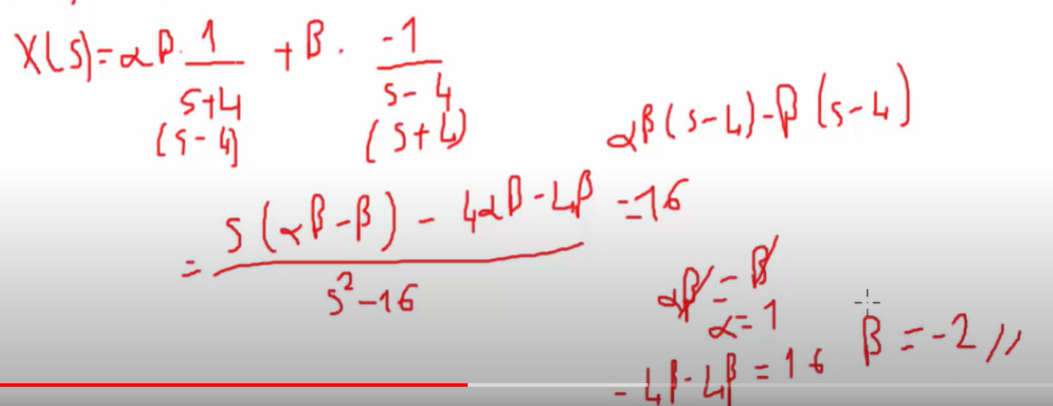 X(s) = αβ · 1/(s+4) + β · -1/(s-4)
(s-4) (s+4)
αβ(s-4) - β(s-4)
= (s(αβ-β) - 4αβ - 4β)/(s²-16) = 16
αβ = β
α = 1
-4β - 4β = 16
β = -2 //